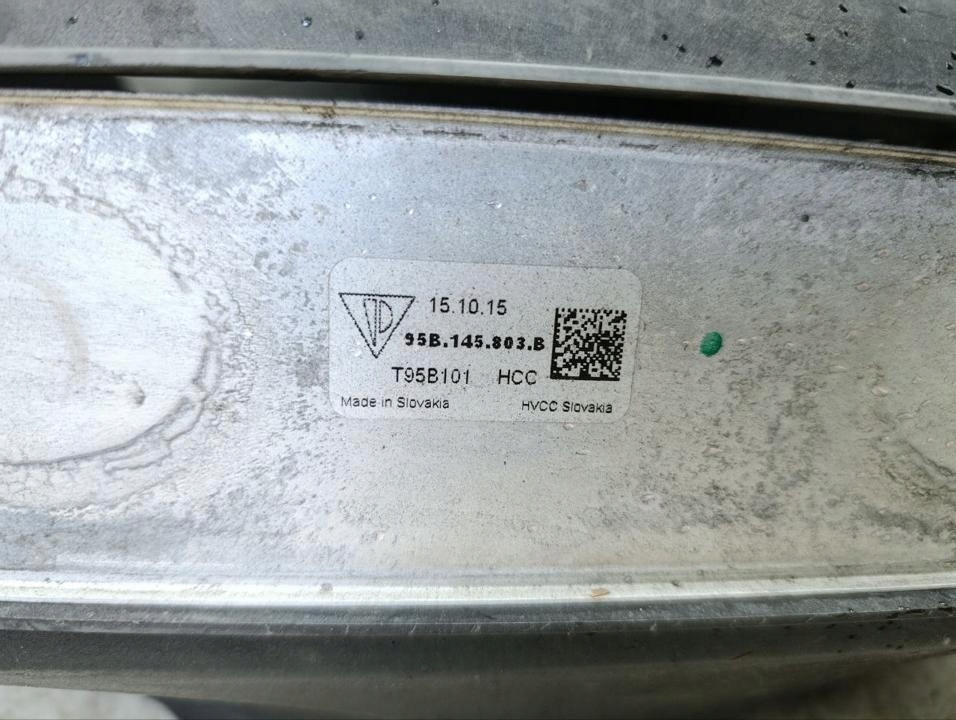 15.10.15
95B.145.803.B
T95B101 HCC
Made in Slovakia HVCC Slovakia